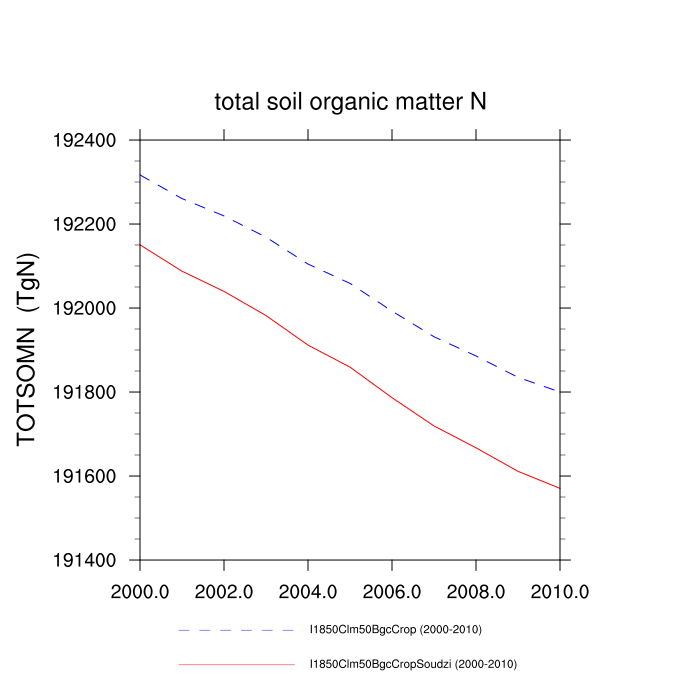 total soil organic matter N
TOTSOMN (TgN)
192400
192200
192000
191800
191600
191400
2000.0 2002.0 2004.0 2006.0 2008.0 2010.0
I1850Clm50BgcCrop (2000-2010)
I1850Clm50BgcCropSoudzi (2000-2010)